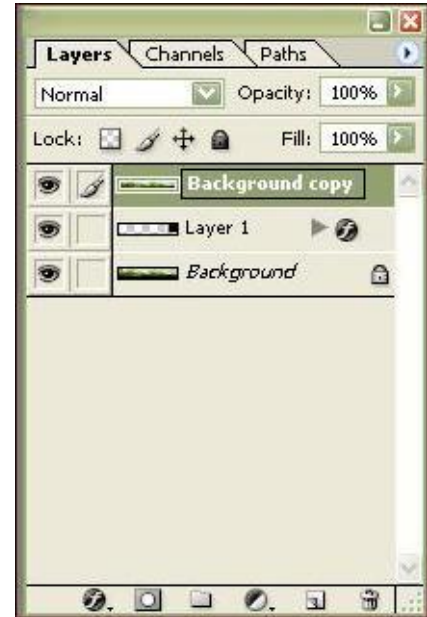 Layers Channels Paths
Normal Opacity: 100%
Lock: Fill: 100%
Background copy
Layer 1
Background